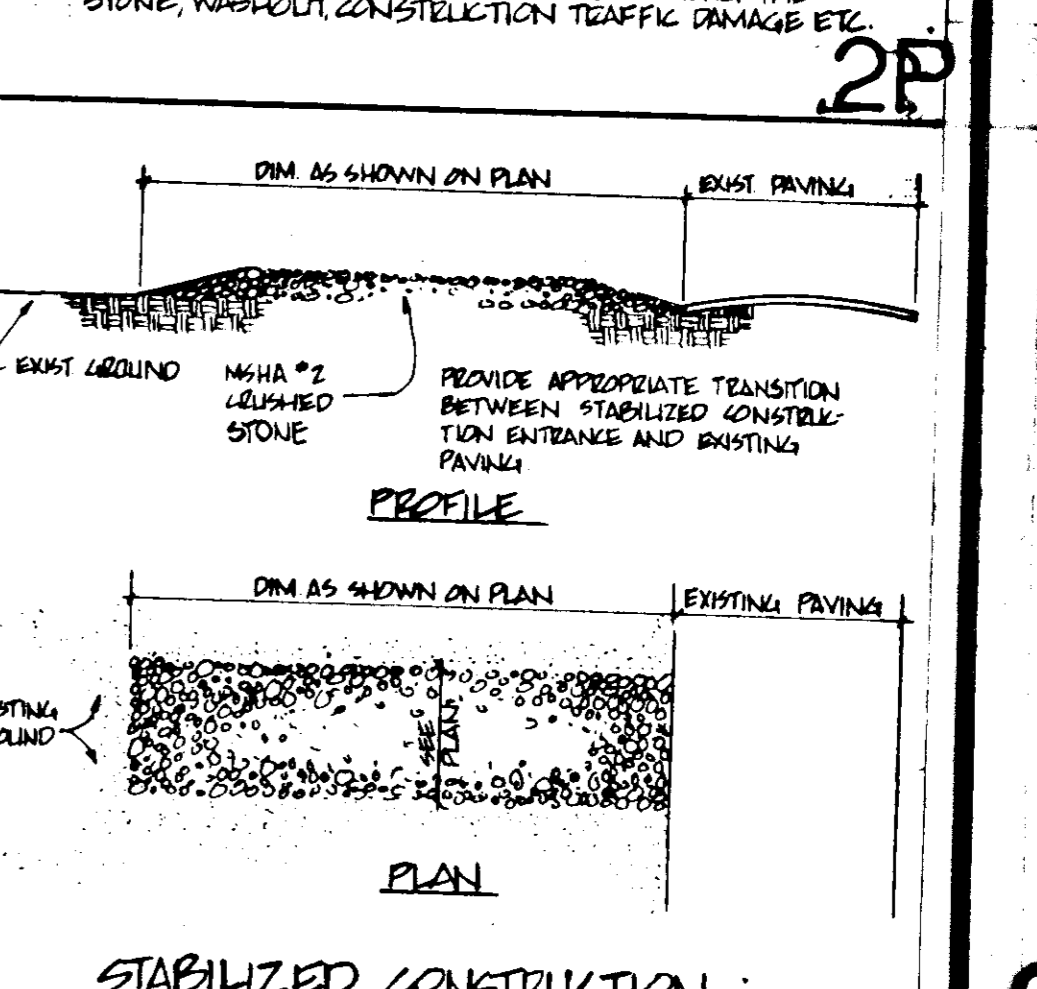 STONE, WASHOUT, CONSTRUCTION TRAFFIC DAMAGE ETC.
2P
DIM. AS SHOWN ON PLAN
EXIST. PAVING
EXIST. GROUND
MSHA #2
CRUSHED
STONE
PROVIDE APPROPRIATE TRANSITION
BETWEEN STABILIZED CONSTRUC-
TION ENTRANCE AND EXISTING
PAVING.
PROFILE
DIM. AS SHOWN ON PLAN
EXISTING PAVING
SEE
PLAN
PLAN
STABILIZED CONSTRUCTION